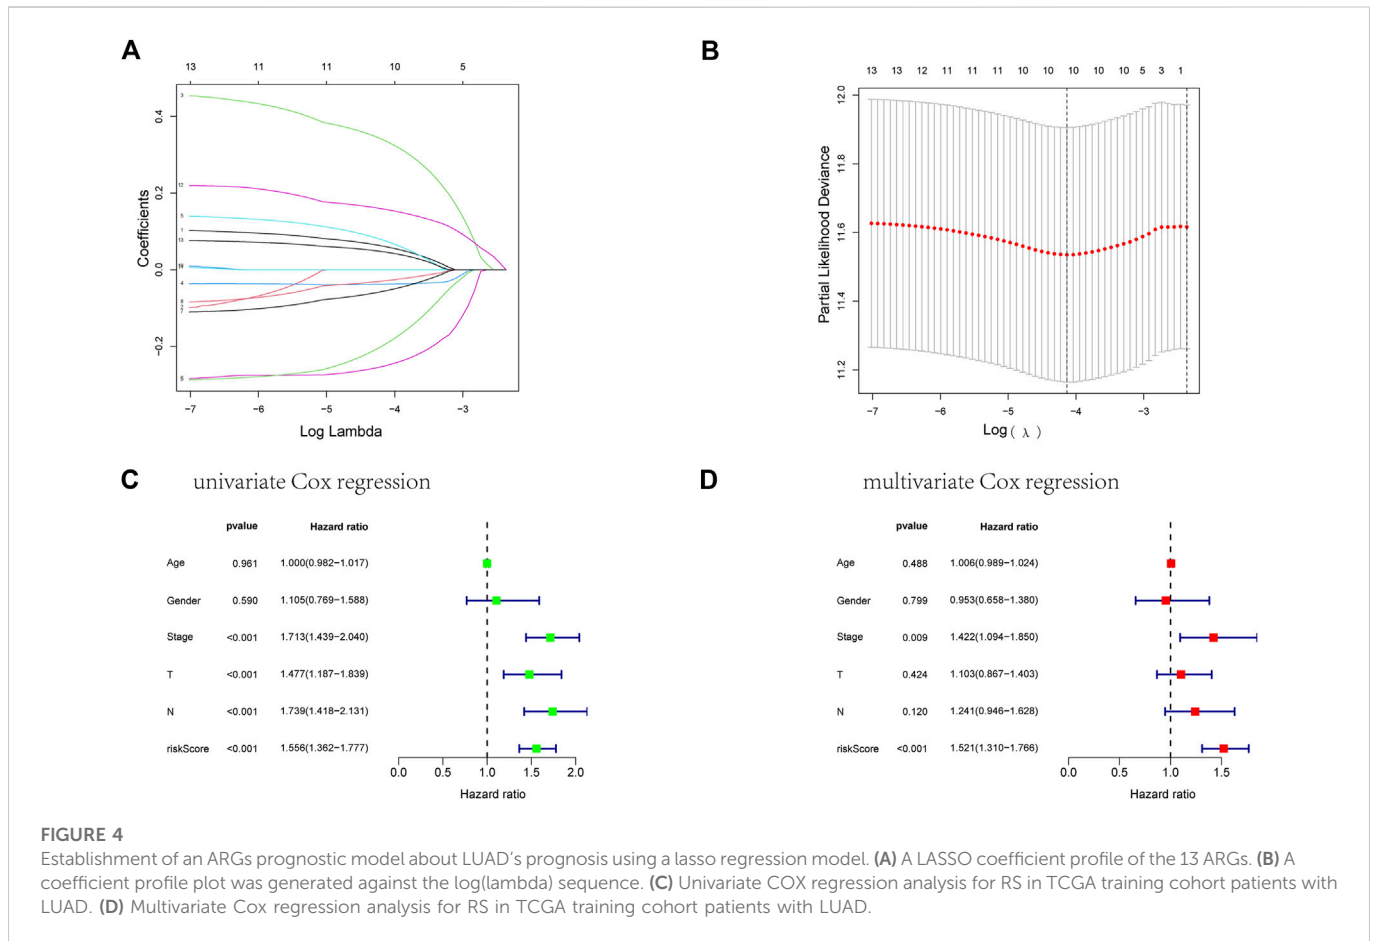 A
13 11 11 10 5
3
12
5
1
13
4
8
2
7
0.4
0.2
0.0
−0.2
Coefficients
−7 −6 −5 −4 −3
Log Lambda
B
13 13 12 11 11 11 10 10 10 10 10 5 3 1
12.0
11.8
11.6
11.4
11.2
Partial Likelihood Deviance
−7 −6 −5 −4 −3
Log( λ )
C univariate Cox regression
pvalue Hazard ratio
Age 0.961 1.000(0.982−1.017)
Gender 0.590 1.105(0.769−1.588)
Stage <0.001 1.713(1.439−2.040)
T <0.001 1.477(1.187−1.839)
N <0.001 1.739(1.418−2.131)
riskScore <0.001 1.556(1.362−1.777)
0.0 0.5 1.0 1.5 2.0
Hazard ratio
D multivariate Cox regression
pvalue Hazard ratio
Age 0.488 1.006(0.989−1.024)
Gender 0.799 0.953(0.658−1.380)
Stage 0.009 1.422(1.094−1.850)
T 0.424 1.103(0.867−1.403)
N 0.120 1.241(0.946−1.628)
riskScore <0.001 1.521(1.310−1.766)
0.0 0.5 1.0 1.5
Hazard ratio
FIGURE 4
Establishment of an ARGs prognostic model about LUAD's prognosis using a lasso regression model. (A) A LASSO coefficient profile of the 13 ARGs. (B) A
coefficient profile plot was generated against the log(lambda) sequence. (C) Univariate COX regression analysis for RS in TCGA training cohort patients with
LUAD. (D) Multivariate Cox regression analysis for RS in TCGA training cohort patients with LUAD.